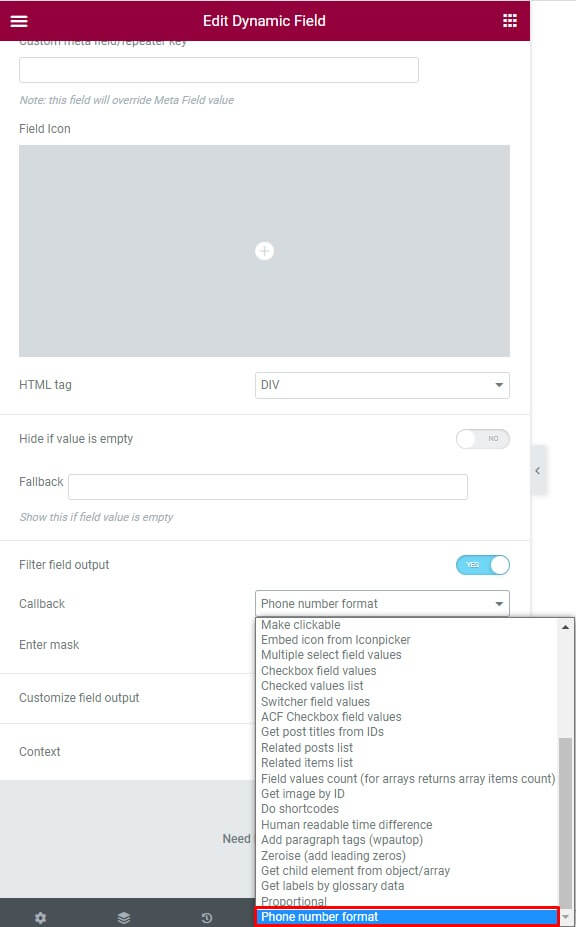 Edit Dynamic Field
Custom meta field/repeater key
Note: this field will override Meta Field value
Field Icon
HTML tag
DIV
Hide if value is empty
NO
Fallback
Show this if field value is empty
Filter field output
YES
Callback
Phone number format
Enter mask
Customize field output
Context
Need
Make clickable
Embed icon from Iconpicker
Multiple select field values
Checkbox field values
Checked values list
Switcher field values
ACF Checkbox field values
Get post titles from IDs
Related posts list
Related items list
Field values count (for arrays returns array items count)
Get image by ID
Do shortcodes
Human readable time difference
Add paragraph tags (wpautop)
Zeroise (add leading zeros)
Get child element from object/array
Get labels by glossary data
Proportional
Phone number format